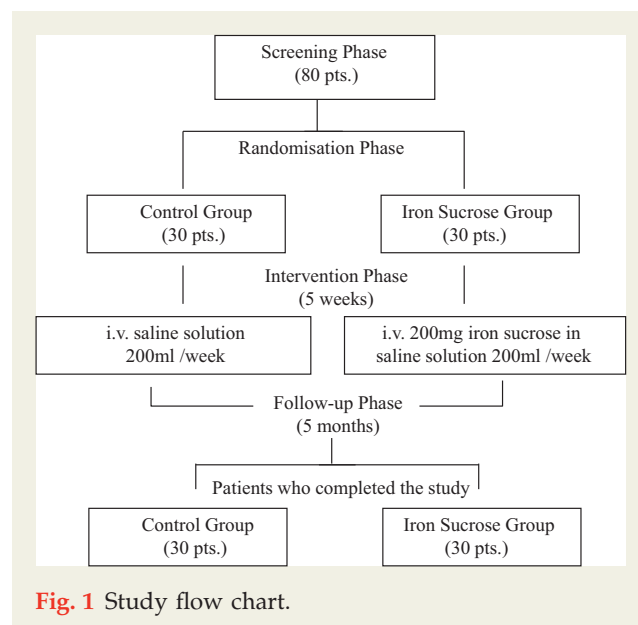 Screening Phase
(80 pts.)
Randomisation Phase
Control Group
(30 pts.)
Iron Sucrose Group
(30 pts.)
Intervention Phase
(5 weeks)
i.v. saline solution
200ml /week
i.v. 200mg iron sucrose in
saline solution 200ml /week
Follow-up Phase
(5 months)
Patients who completed the study
Control Group
(30 pts.)
Iron Sucrose Group
(30 pts.)
Fig. 1 Study flow chart.